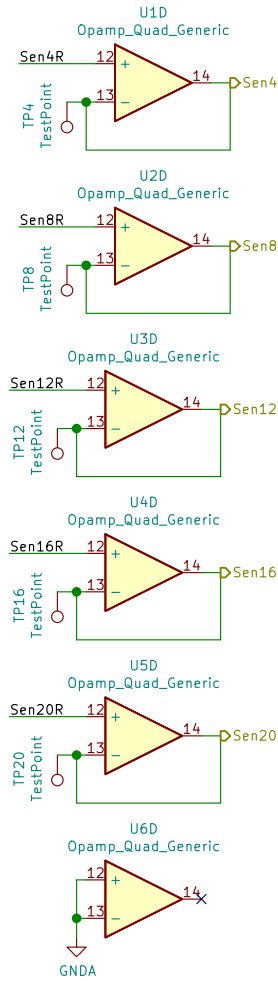 U1D
Opamp_Quad_Generic
Sen4R
12
+
14
Sen4
13
−
TP4
TestPoint
U2D
Opamp_Quad_Generic
Sen8R
12
+
14
Sen8
13
−
TP8
TestPoint
U3D
Opamp_Quad_Generic
Sen12R
12
+
14
Sen12
13
−
TP12
TestPoint
U4D
Opamp_Quad_Generic
Sen16R
12
+
14
Sen16
13
−
TP16
TestPoint
U5D
Opamp_Quad_Generic
Sen20R
12
+
14
Sen20
13
−
TP20
TestPoint
U6D
Opamp_Quad_Generic
12
+
14
13
−
GNDA